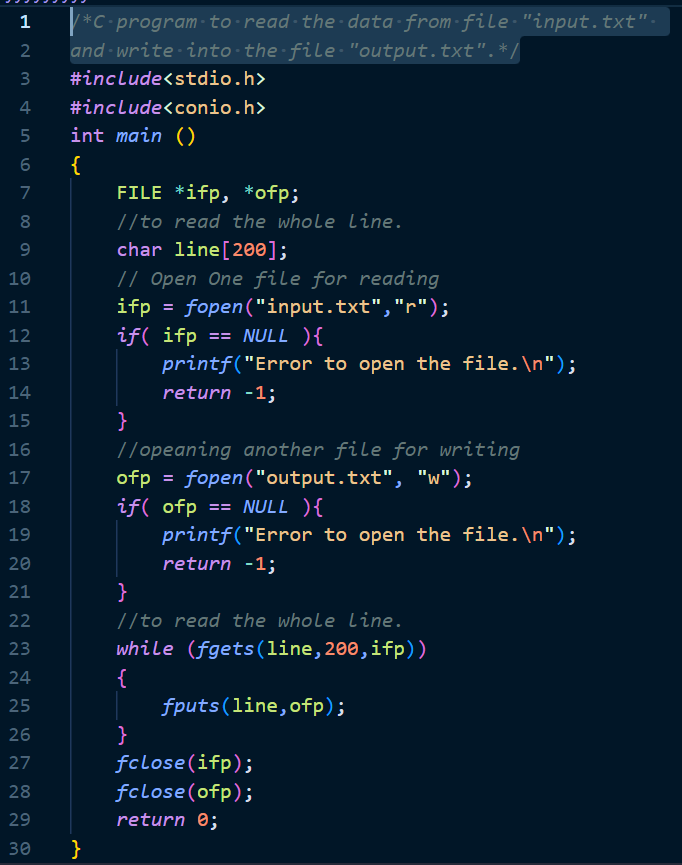 1 /*C program to read the data from file "input.txt"
2 and write into the file "output.txt".*/
3 #include<stdio.h>
4 #include<conio.h>
5 int main ()
6 {
7     FILE *ifp, *ofp;
8     //to read the whole line.
9     char line[200];
10     // Open One file for reading
11     ifp = fopen("input.txt","r");
12     if( ifp == NULL ){
13         printf("Error to open the file.\n");
14         return -1;
15     }
16     //opeaning another file for writing
17     ofp = fopen("output.txt", "w");
18     if( ofp == NULL ){
19         printf("Error to open the file.\n");
20         return -1;
21     }
22     //to read the whole line.
23     while (fgets(line,200,ifp))
24     {
25         fputs(line,ofp);
26     }
27     fclose(ifp);
28     fclose(ofp);
29     return 0;
30 }